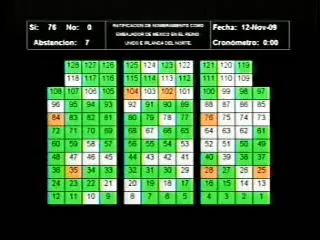 Sí: 76 No: 0
Abstención: 7
RATIFICACION DE NOMBRAMIENTO COMO
EMBAJADOR DE MEXICO EN EL REINO
UNIDO E IRLANDA DEL NORTE.
Fecha: 12-Nov-09
Cronómetro: 0:00
128 127 126 125 124 123 122 121 120 119
118 117 116 115 114 113 112 111 110 109
108 107 106 105 104 103 102 101 100 99 98 97
96 95 94 93 92 91 90 89 88 87 86 85
84 83 82 81 80 79 78 77 76 75 74 73
72 71 70 69 68 67 66 65 64 63 62 61
60 59 58 57 56 55 54 53 52 51 50 49
48 47 46 45 44 43 42 41 40 39 38 37
36 35 34 33 32 31 30 29 28 27 26 25
24 23 22 21 20 19 18 17 16 15 14 13
12 11 10 9 8 7 6 5 4 3 2 1